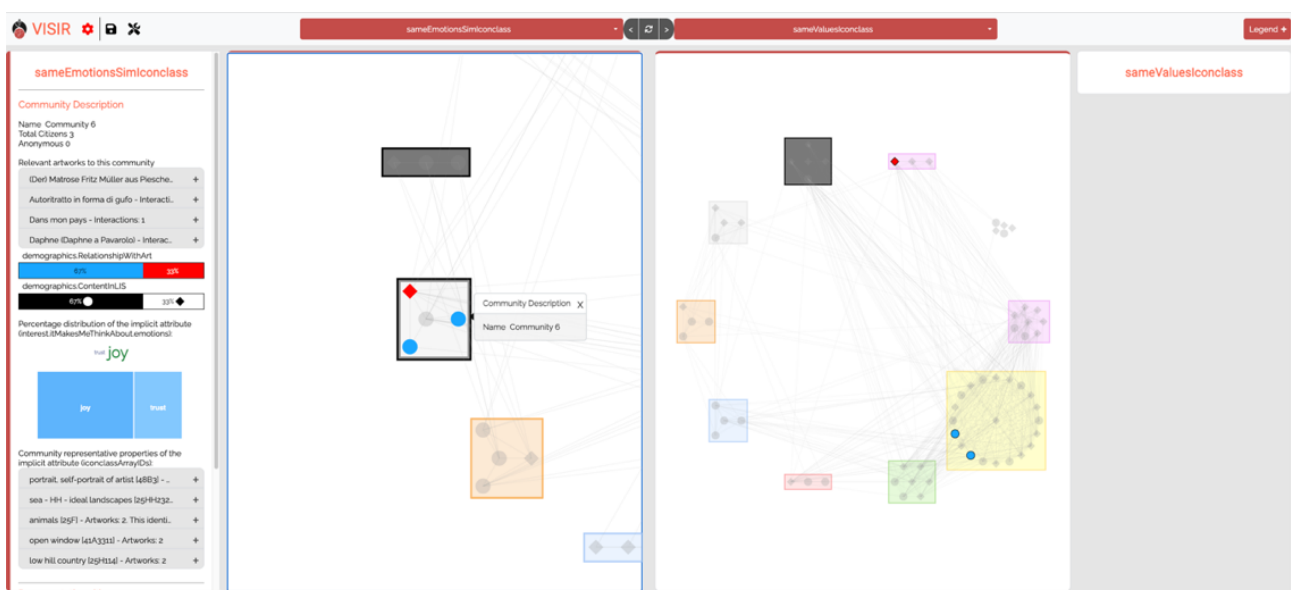 VISIR
sameEmotionsSimIconclass
<
>
sameValuesIconclass
Legend +
sameEmotionsSimIconclass
Community Description
Name Community 6
Total Citizens 3
Anonymous 0
Relevant artworks to this community
(Der) Matrose Fritz Müller aus Piesche.. +
Autoritratto in forma di gufo - Interacti.. +
Dans mon pays - Interactions: 1 +
Daphne (Daphne a Pavarolo) - Interac.. +
demographics.RelationshipWithArt
67% 33%
demographics.ContentInLIS
67% 33%
Percentage distribution of the implicit attribute
(interest.itMakesMeThinkAbout.emotions):
trust joy
joy trust
Community representative properties of the
implicit attribute (iconclassArrayIDs):
portrait, self-portrait of artist [48B3] - .. +
sea - HH - ideal landscapes [25HH232.. +
animals [25F] - Artworks: 2. This identi.. +
open window [41A3311] - Artworks: 2 +
low hill country [25H114] - Artworks: 2 +
Community Description X
Name Community 6
sameValuesIconclass